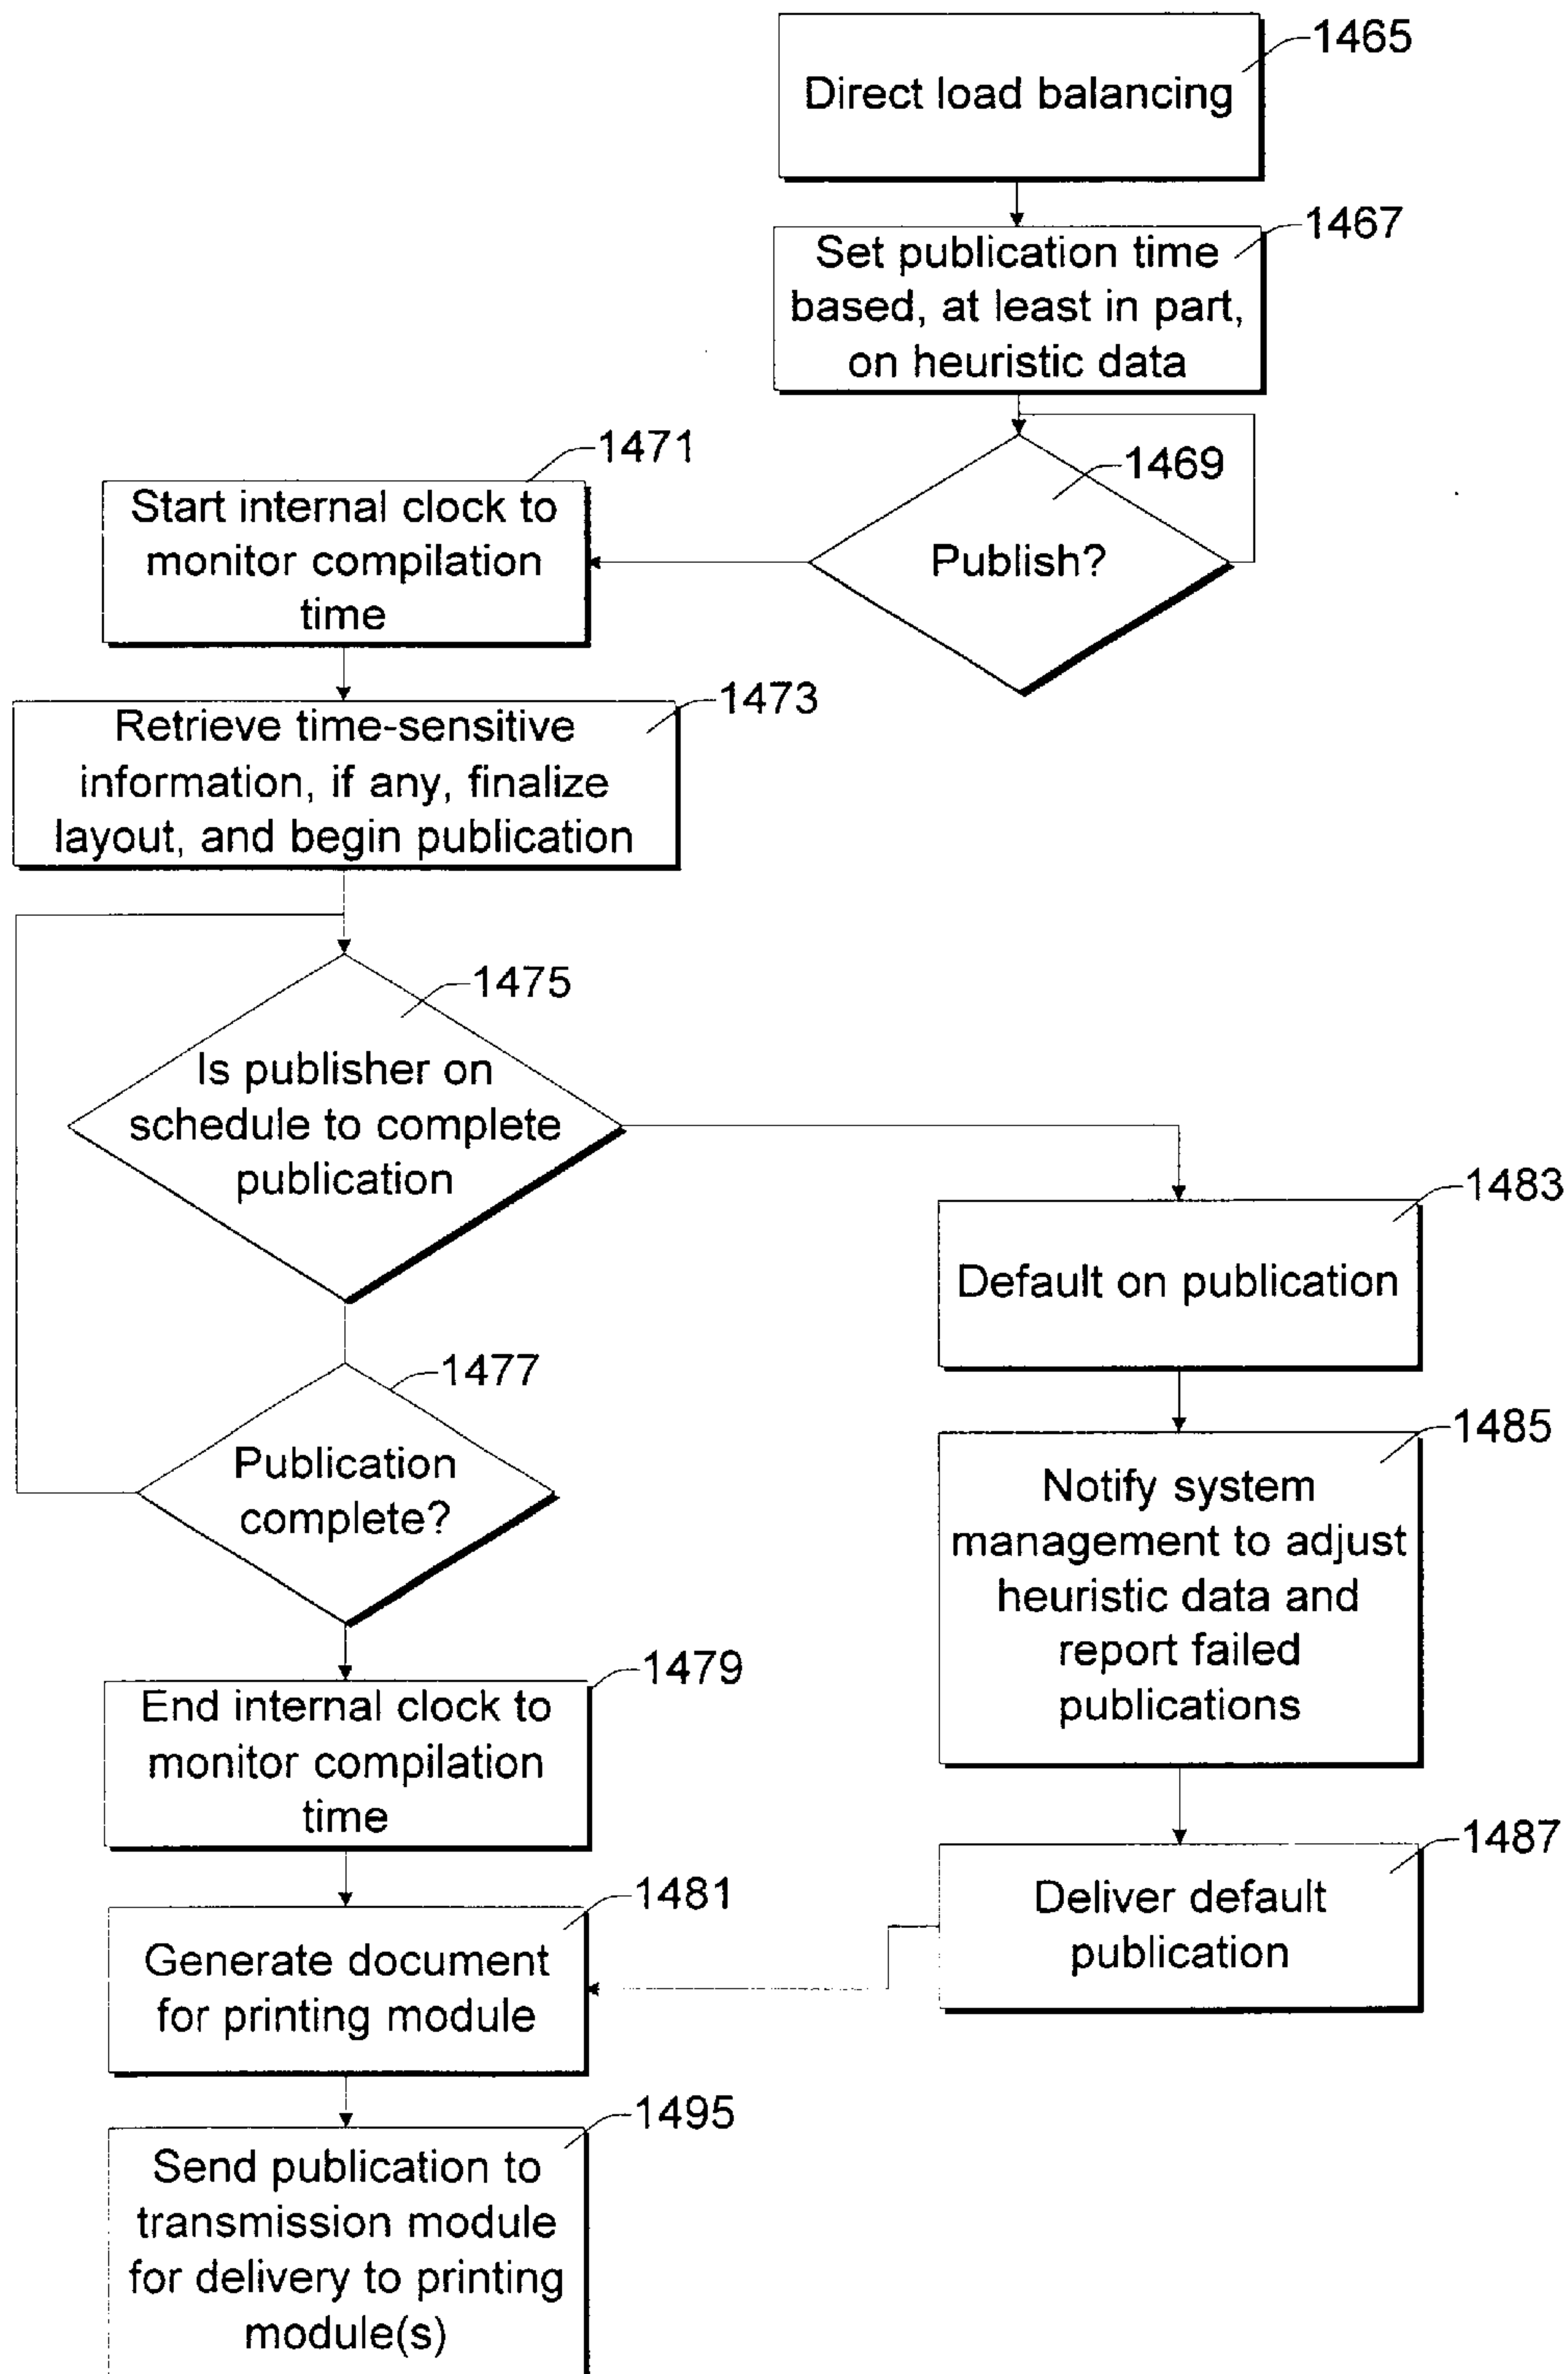 1465
Direct load balancing
1467
Set publication time
based, at least in part,
on heuristic data
1469
Publish?
1471
Start internal clock to
monitor compilation
time
1473
Retrieve time-sensitive
information, if any, finalize
layout, and begin publication
1475
Is publisher on
schedule to complete
publication
1483
Default on publication
1477
Publication
complete?
1485
Notify system
management to adjust
heuristic data and
report failed
publications
1479
End internal clock to
monitor compilation
time
1487
Deliver default
publication
1481
Generate document
for printing module
1495
Send publication to
transmission module
for delivery to printing
module(s)